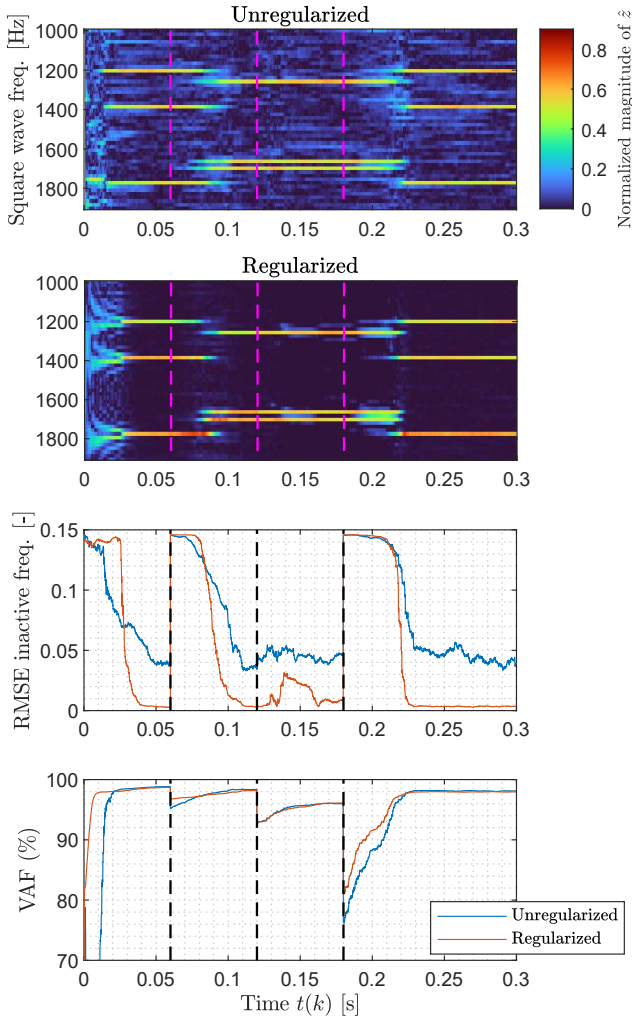 Unregularized
Square wave freq. [Hz]
1000
1200
1400
1600
1800
0 0.05 0.1 0.15 0.2 0.25 0.3
0.8
0.6
0.4
0.2
0
Normalized magnitude of ẑ
Regularized
1000
1200
1400
1600
1800
0 0.05 0.1 0.15 0.2 0.25 0.3
RMSE inactive freq. [-]
0.15
0.1
0.05
0
0 0.05 0.1 0.15 0.2 0.25 0.3
VAF (%)
100
90
80
70
Unregularized
Regularized
0 0.05 0.1 0.15 0.2 0.25 0.3
Time t(k) [s]